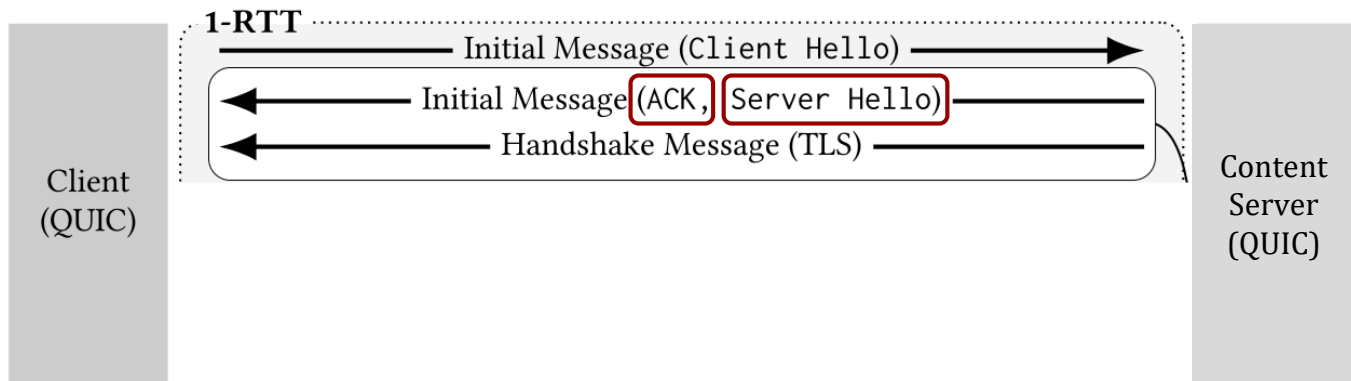 1-RTT
Initial Message (Client Hello)
Initial Message (ACK, Server Hello)
Handshake Message (TLS)
Client
(QUIC)
Content
Server
(QUIC)